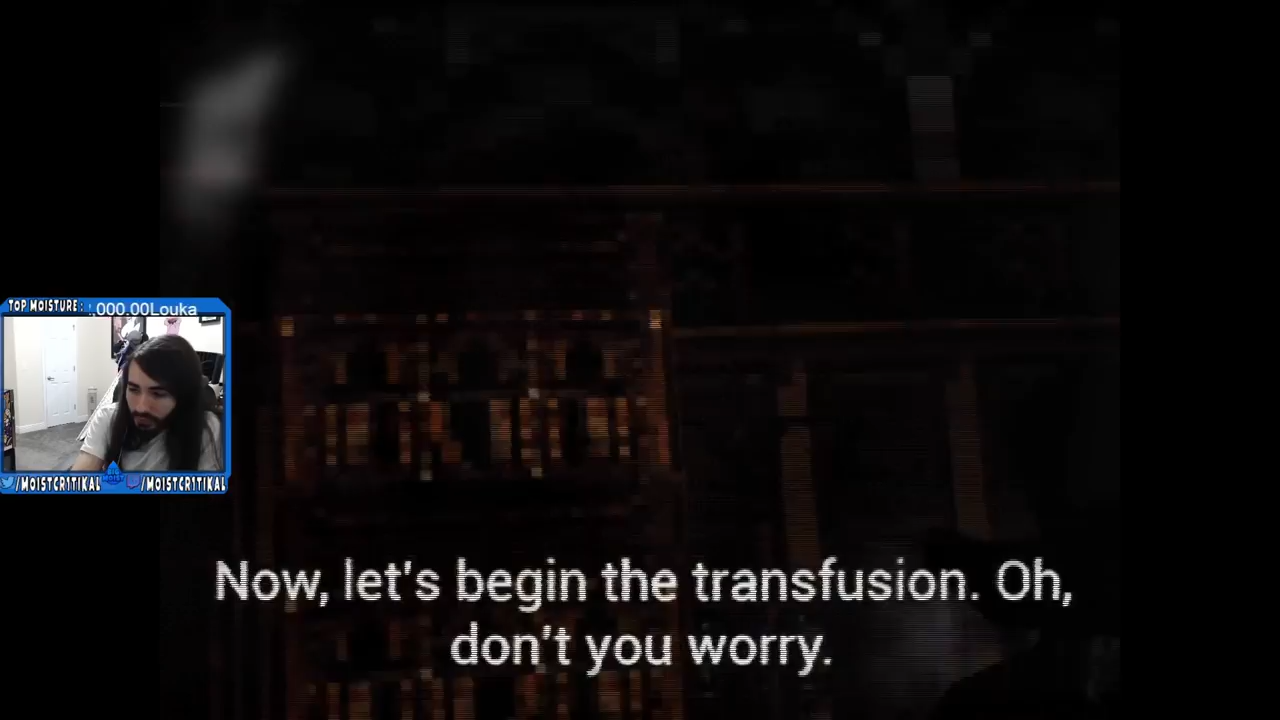 TOP MOISTURE: ,000.00Louka
/MOISTCR1TIKAL /MOISTCR1TIKAL
Now, let's begin the transfusion. Oh,
don't you worry.